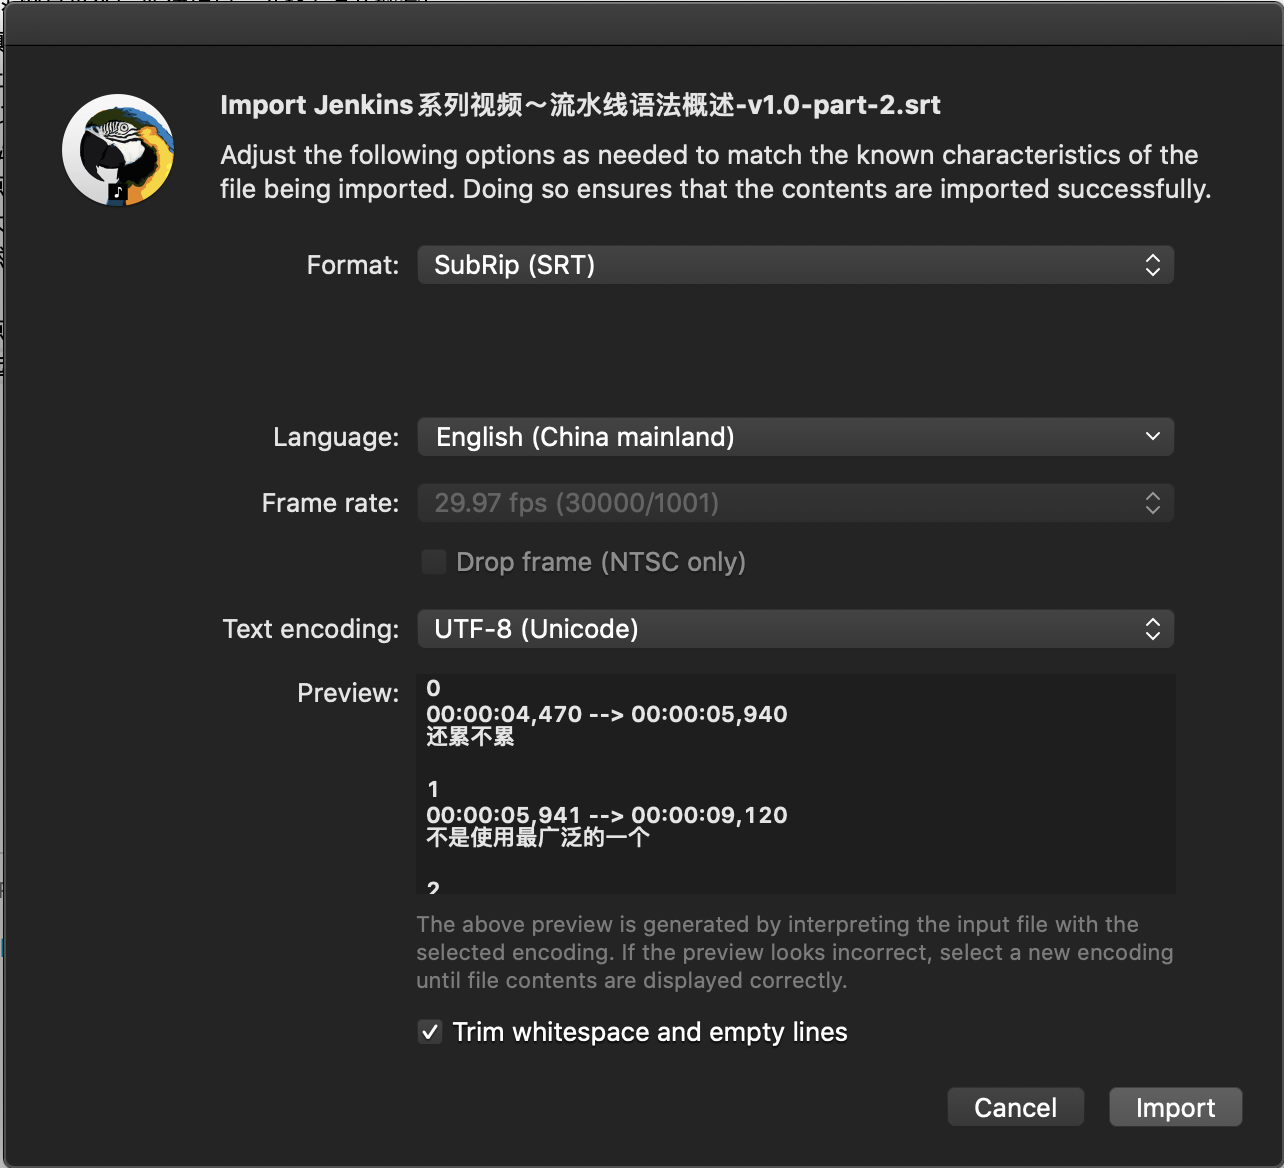 Import Jenkins系列视频～流水线语法概述-v1.0-part-2.srt
Adjust the following options as needed to match the known characteristics of the
file being imported. Doing so ensures that the contents are imported successfully.
Format: SubRip (SRT)
Language: English (China mainland)
Frame rate: 29.97 fps (30000/1001)
Drop frame (NTSC only)
Text encoding: UTF-8 (Unicode)
Preview:
0
00:00:04,470 --> 00:00:05,940
还累不累
1
00:00:05,941 --> 00:00:09,120
不是使用最广泛的一个
2
The above preview is generated by interpreting the input file with the
selected encoding. If the preview looks incorrect, select a new encoding
until file contents are displayed correctly.
Trim whitespace and empty lines
Cancel Import